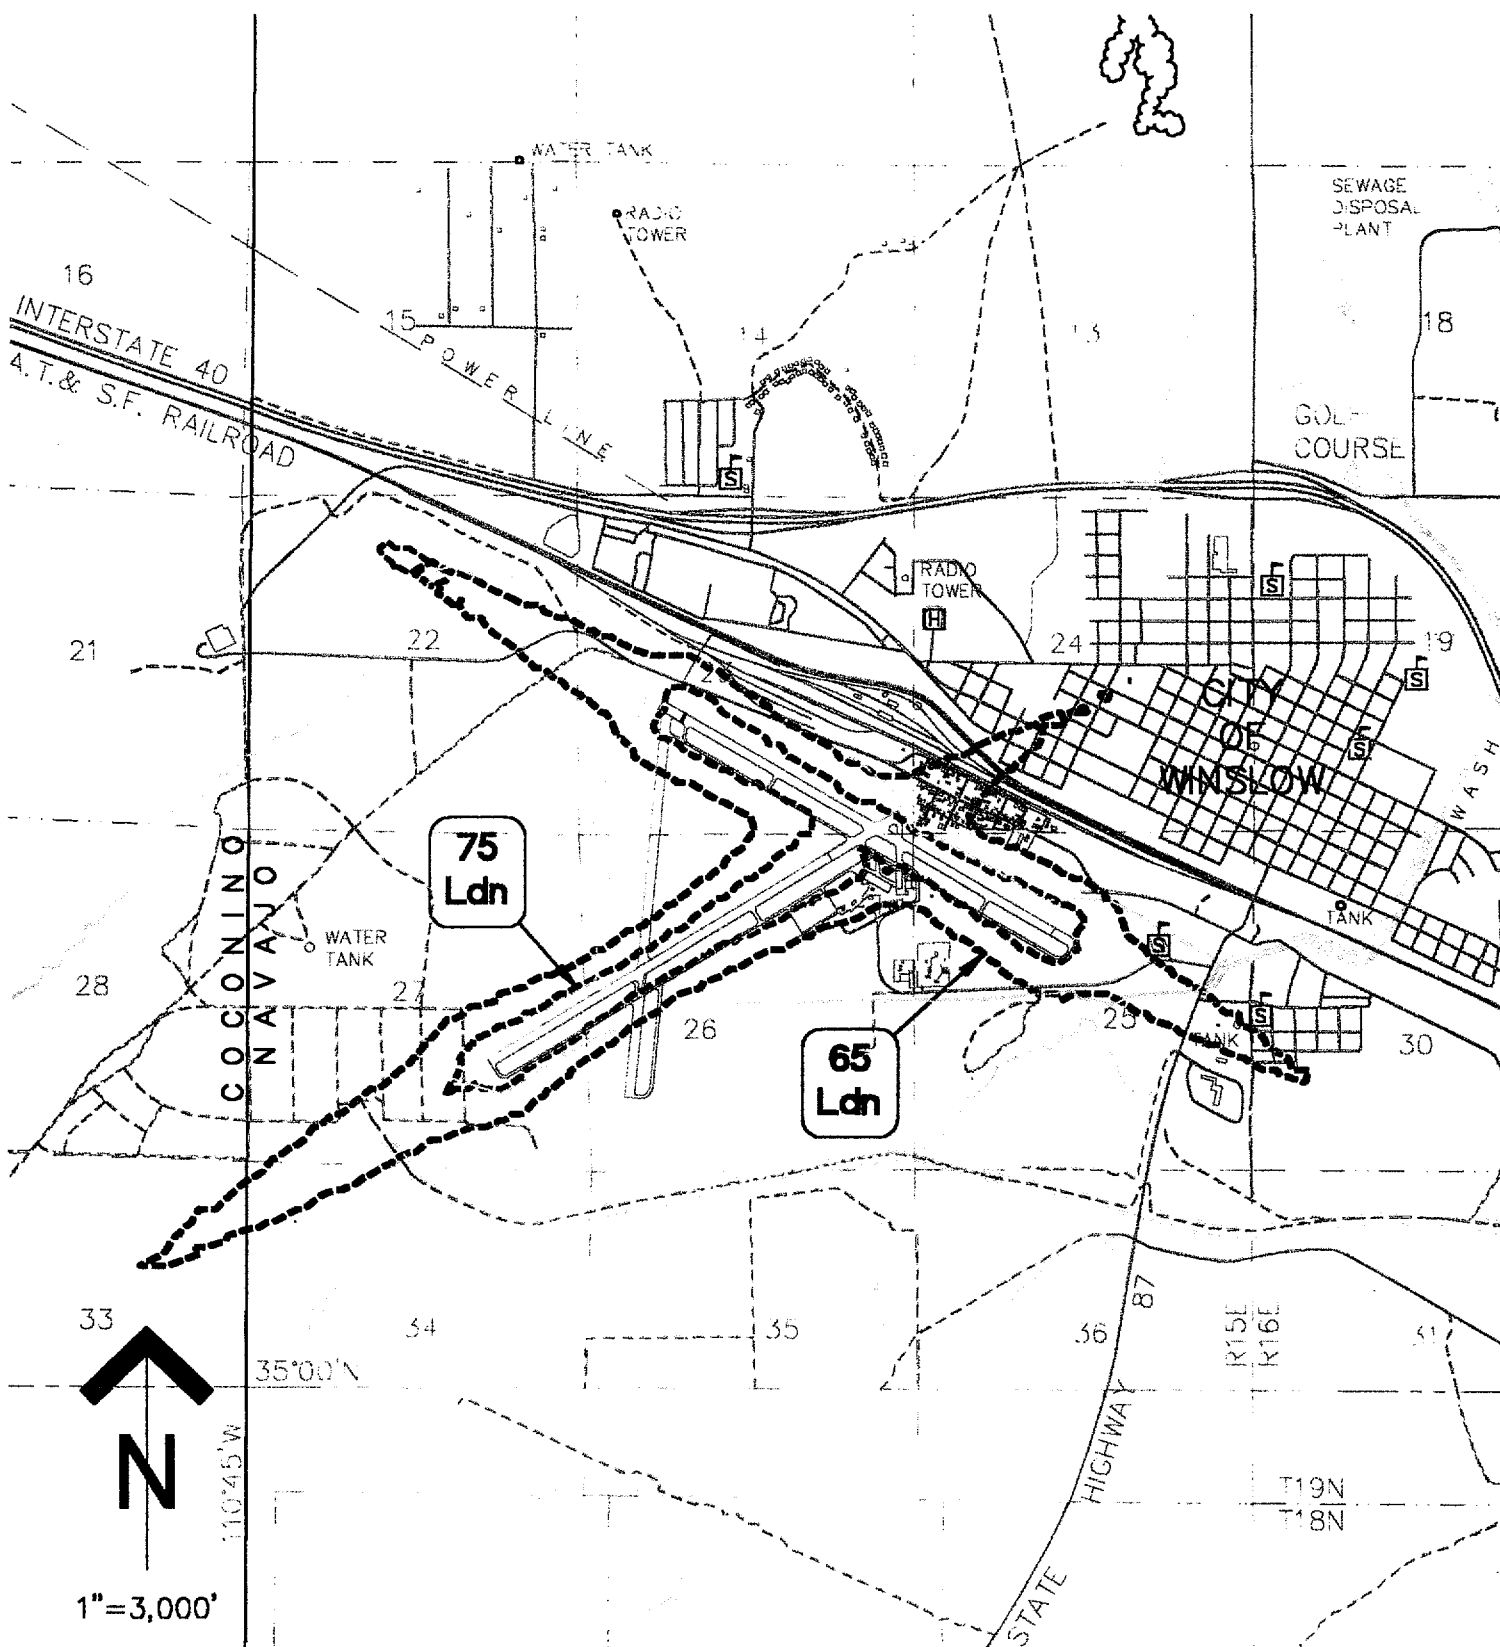 WATER TANK
RADIO
TOWER
SEWAGE
DISPOSAL
PLANT
16
15
14
13
18
INTERSTATE 40
A.T.& S.F. RAILROAD
POWER LINE
GOLF
COURSE
S
RADIO
TOWER
H
S
21
22
23
24
19
S
CITY
OF
WINSLOW
S
WASH
75
Ldn
COCONINO
NAVAJO
WATER
TANK
TANK
S
28
27
26
25
S
TANK
30
65
Ldn
33
34
35
36
31
87
R15E
R16E
35°00'N
N
110°45'W
STATE HIGHWAY
T19N
T18N
1"=3,000'